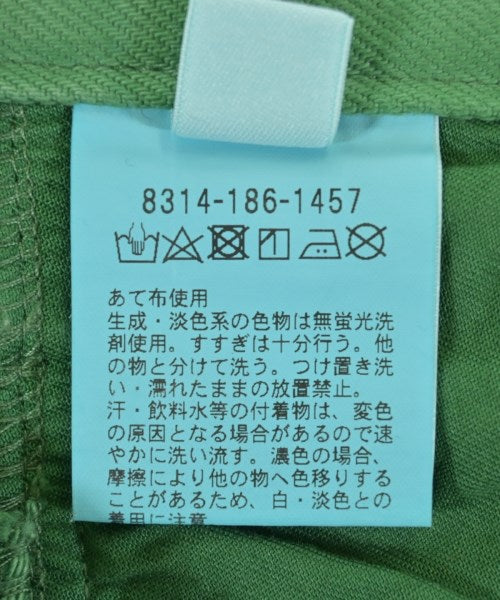 8314-186-1457
あて布使用
生成・淡色系の色物は無蛍光洗
剤使用。すすぎは十分行う。他
の物と分けて洗う。つけ置き洗
い・濡れたままの放置禁止。
汗・飲料水等の付着物は、変色
の原因となる場合があるので速
やかに洗い流す。濃色の場合、
摩擦により他の物へ色移りする
ことがあるため、白・淡色との
着用に注意